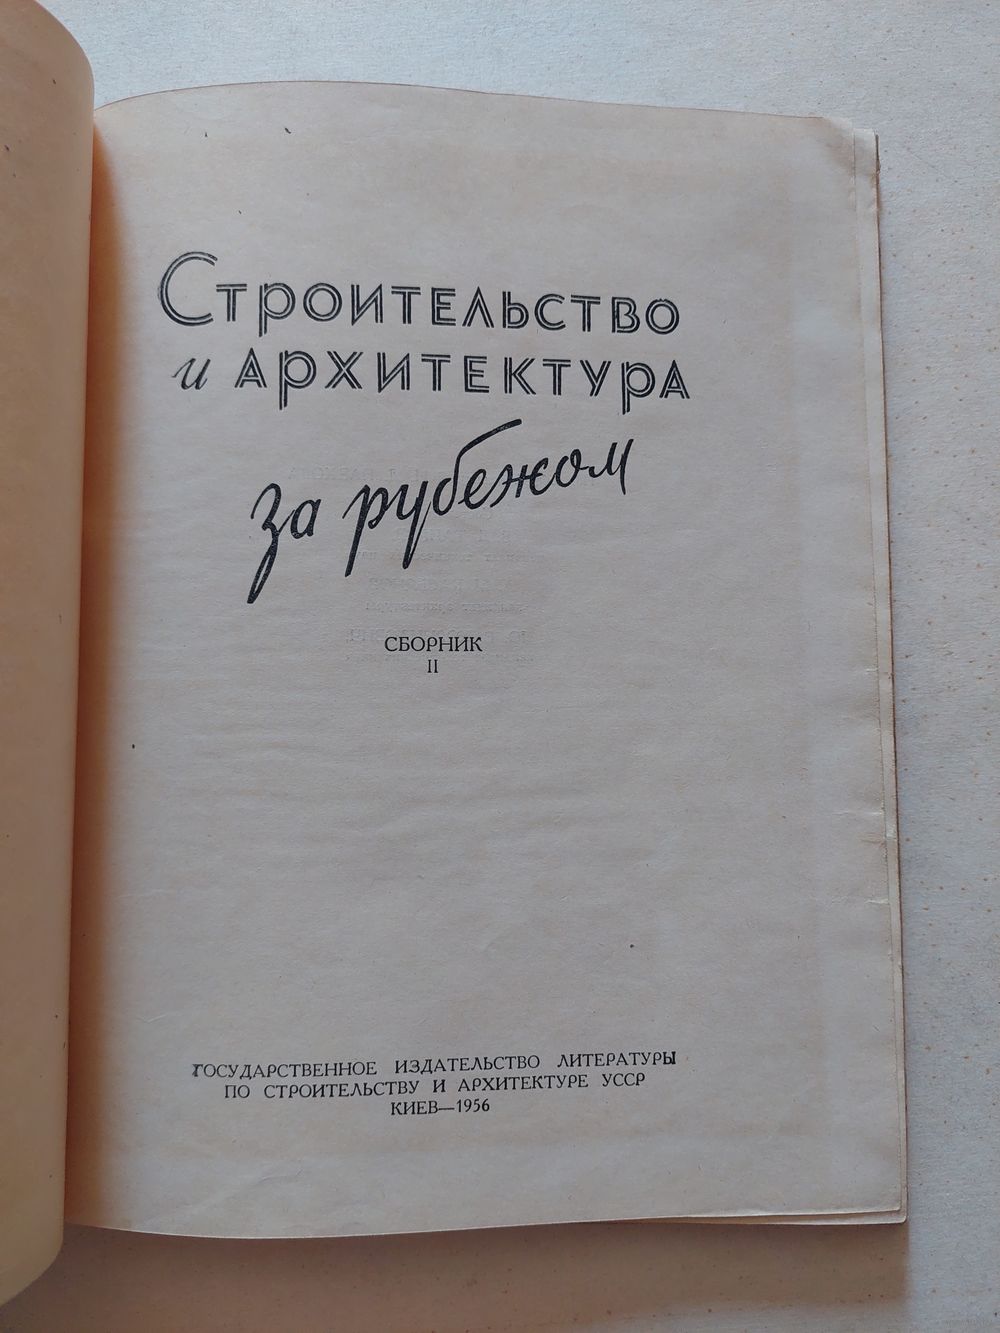 Строительство
и архитектура
за рубежом
СБОРНИК
II
ГОСУДАРСТВЕННОЕ ИЗДАТЕЛЬСТВО ЛИТЕРАТУРЫ
ПО СТРОИТЕЛЬСТВУ И АРХИТЕКТУРЕ УССР
КИЕВ—1956